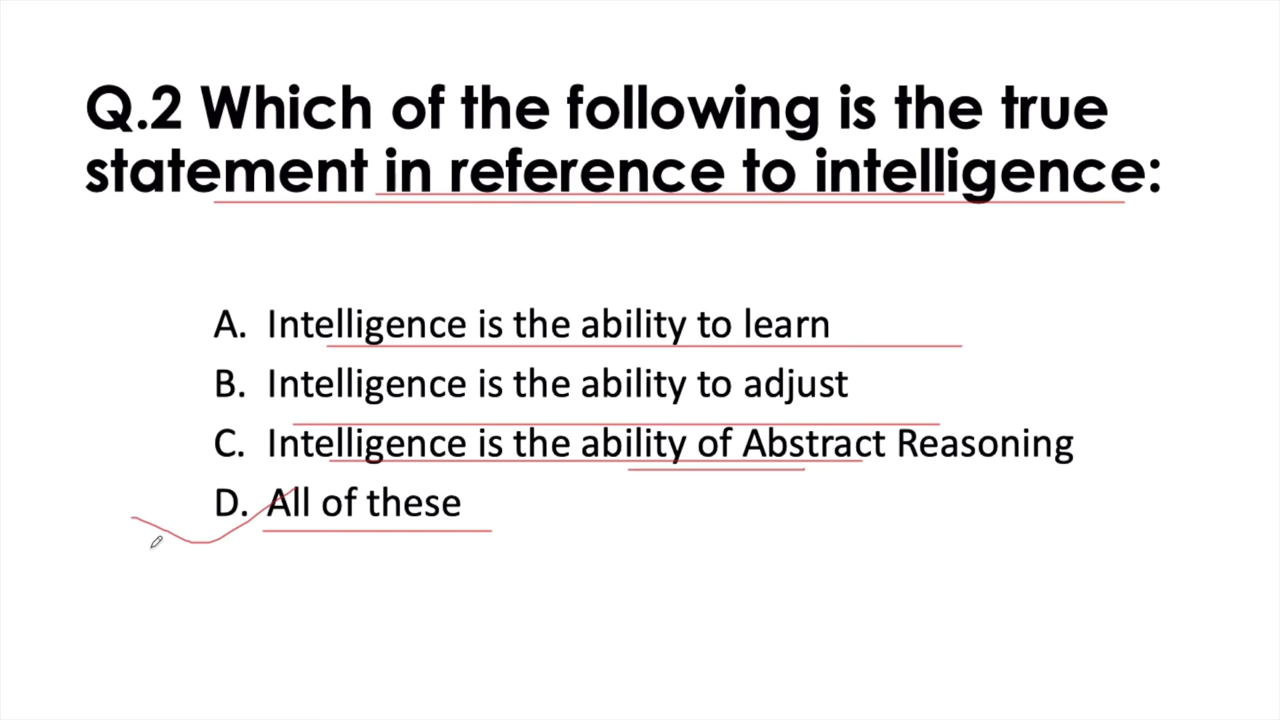 Q.2 Which of the following is the true
statement in reference to intelligence:
A. Intelligence is the ability to learn
B. Intelligence is the ability to adjust
C. Intelligence is the ability of Abstract Reasoning
D. All of these